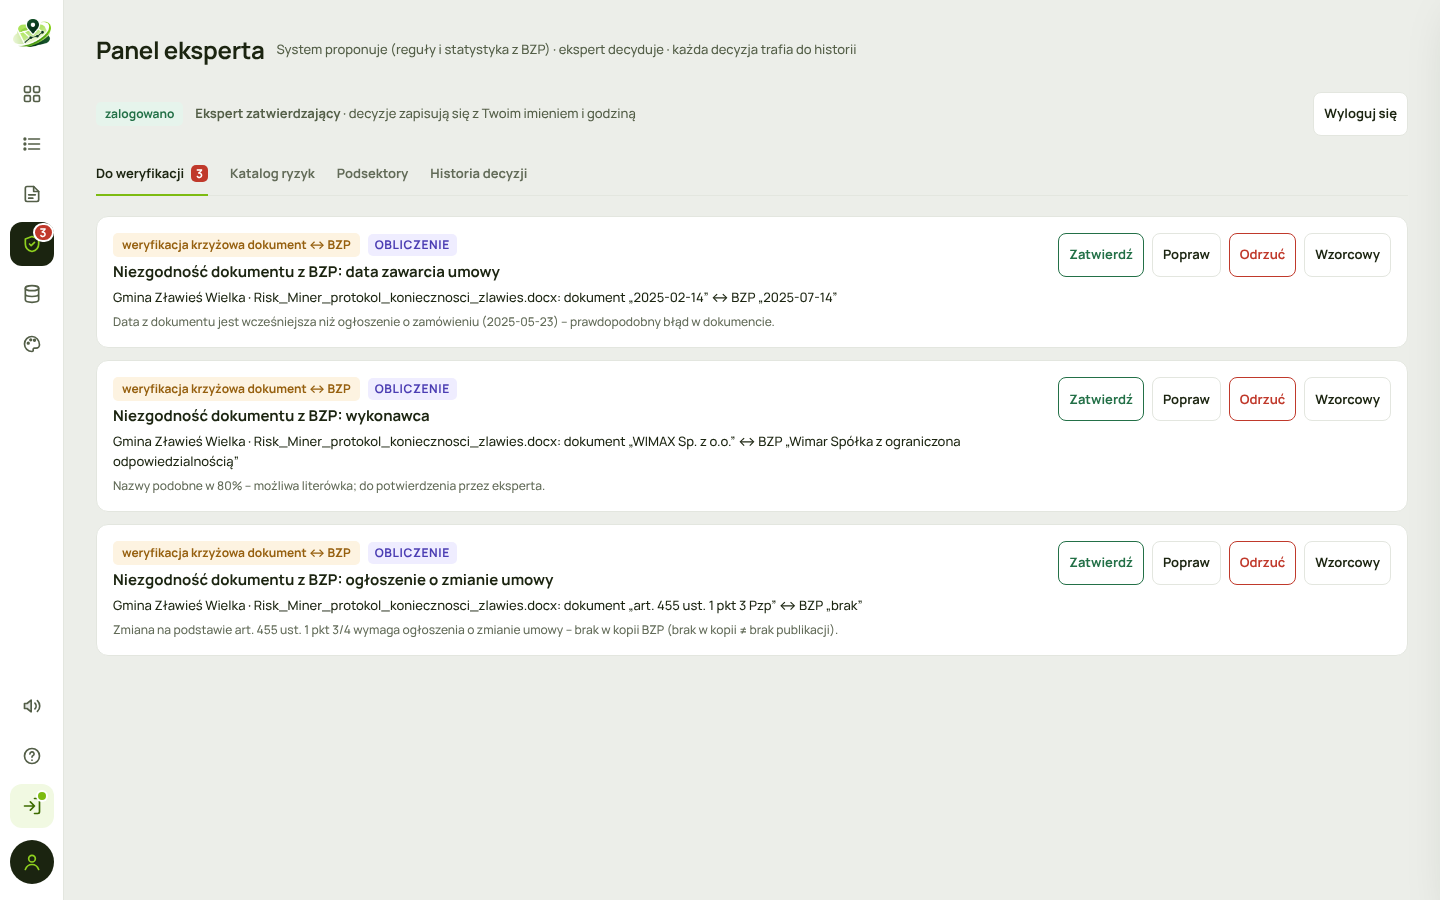 Panel eksperta
System proponuje (reguły i statystyka z BZP) · ekspert decyduje · każda decyzja trafia do historii
zalogowano
Ekspert zatwierdzający · decyzje zapisują się z Twoim imieniem i godziną
Wyloguj się
Do weryfikacji 3
Katalog ryzyk
Podsektory
Historia decyzji
3
weryfikacja krzyżowa dokument ↔ BZP
OBLICZENIE
Niezgodność dokumentu z BZP: data zawarcia umowy
Gmina Zławieś Wielka · Risk_Miner_protokol_koniecznosci_zlawies.docx: dokument „2025-02-14” ↔ BZP „2025-07-14”
Data z dokumentu jest wcześniejsza niż ogłoszenie o zamówieniu (2025-05-23) – prawdopodobny błąd w dokumencie.
Zatwierdź
Popraw
Odrzuć
Wzorcowy
weryfikacja krzyżowa dokument ↔ BZP
OBLICZENIE
Niezgodność dokumentu z BZP: wykonawca
Gmina Zławieś Wielka · Risk_Miner_protokol_koniecznosci_zlawies.docx: dokument „WIMAX Sp. z o.o.” ↔ BZP „Wimar Spółka z ograniczona
odpowiedzialnością”
Nazwy podobne w 80% – możliwa literówka; do potwierdzenia przez eksperta.
Zatwierdź
Popraw
Odrzuć
Wzorcowy
weryfikacja krzyżowa dokument ↔ BZP
OBLICZENIE
Niezgodność dokumentu z BZP: ogłoszenie o zmianie umowy
Gmina Zławieś Wielka · Risk_Miner_protokol_koniecznosci_zlawies.docx: dokument „art. 455 ust. 1 pkt 3 Pzp” ↔ BZP „brak”
Zmiana na podstawie art. 455 ust. 1 pkt 3/4 wymaga ogłoszenia o zmianie umowy – brak w kopii BZP (brak w kopii ≠ brak publikacji).
Zatwierdź
Popraw
Odrzuć
Wzorcowy